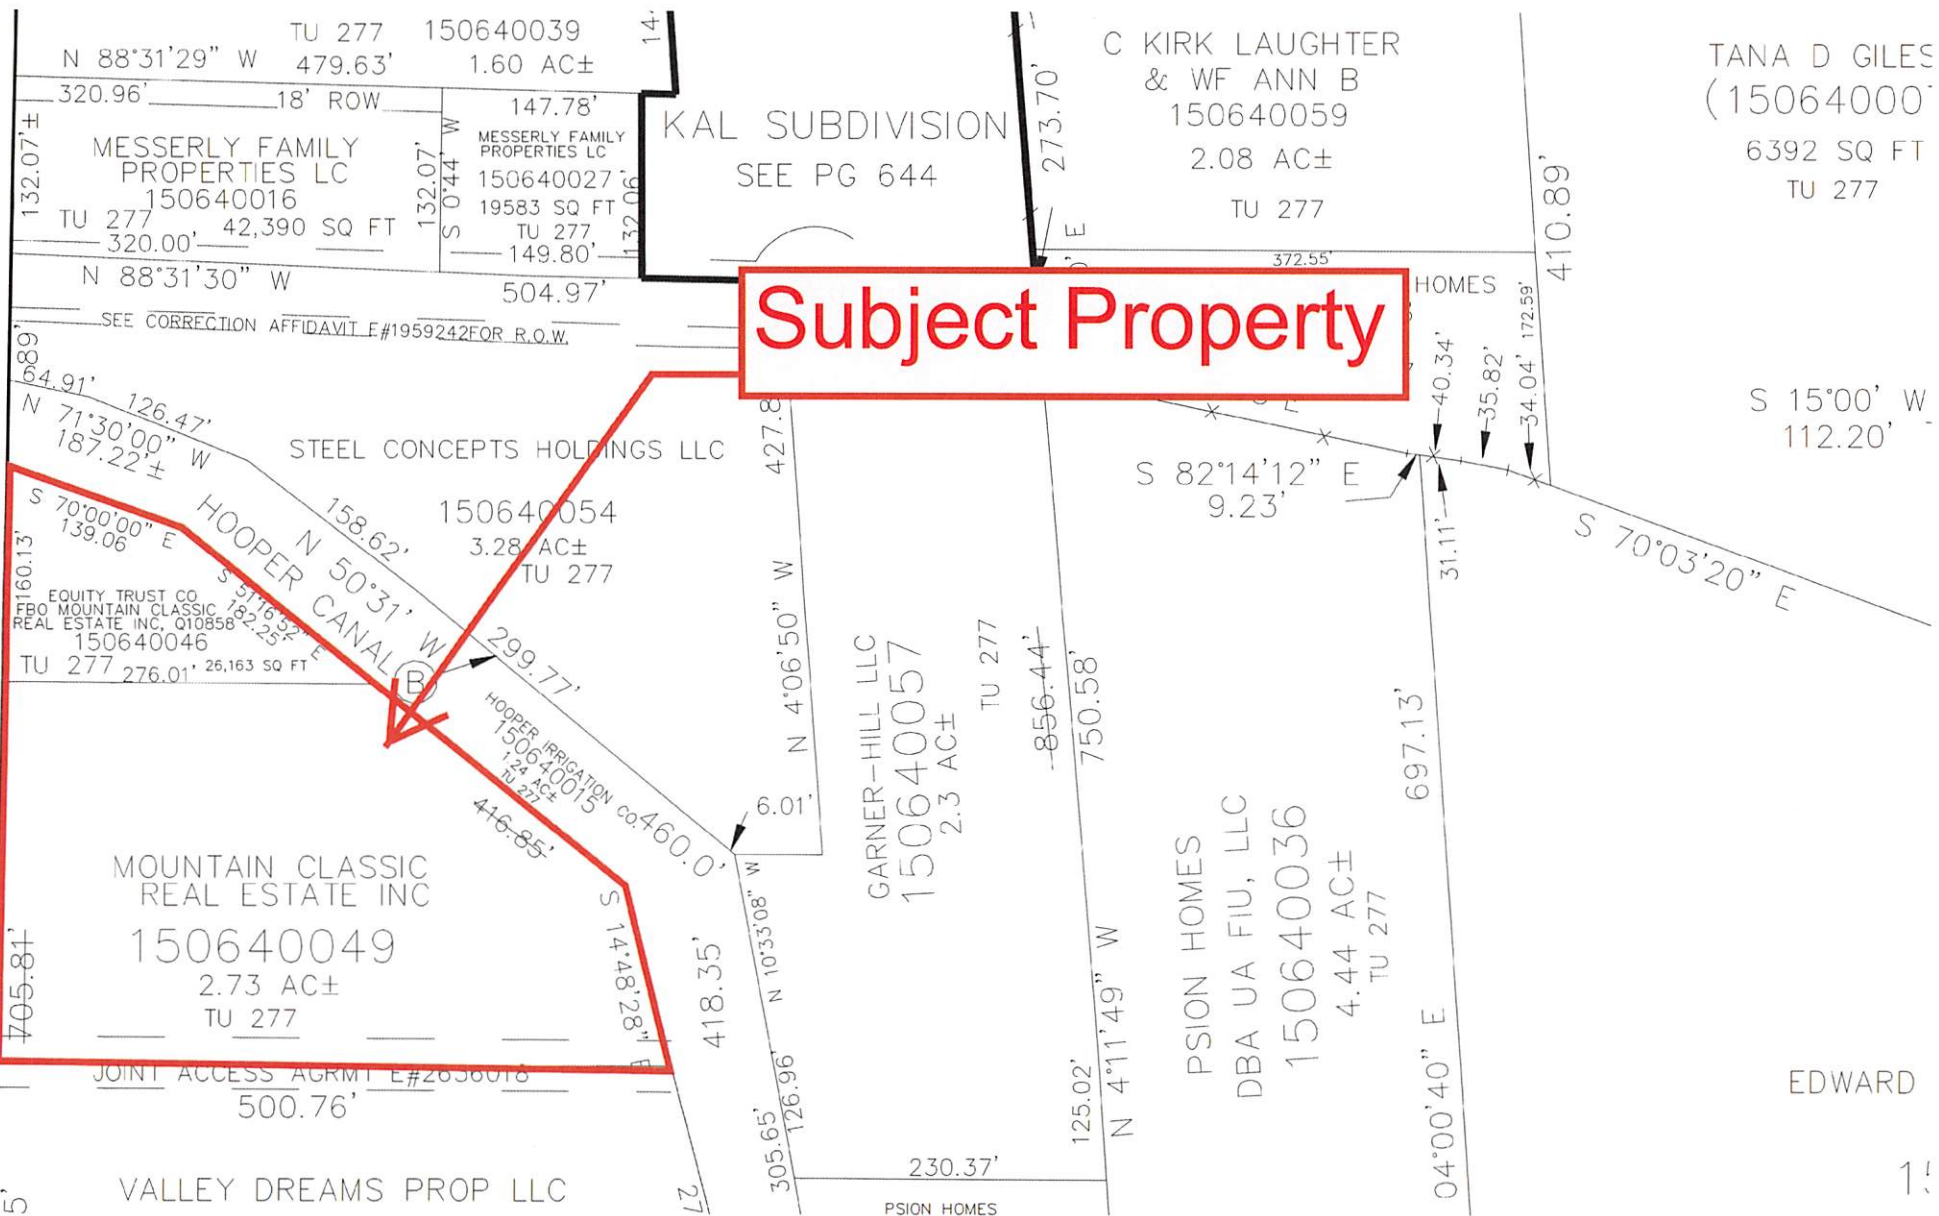 TU 277 150640039
N 88°31'29" W 479.63' 1.60 AC±
320.96' 18' ROW
147.78'
132.07'±
MESSERLY FAMILY
PROPERTIES LC
150640016
TU 277 42,390 SQ FT
320.00'
132.07'
S 0°44' W
MESSERLY FAMILY
PROPERTIES LC
150640027
19583 SQ FT
TU 277
149.80'
132.06
14.
KAL SUBDIVISION
SEE PG 644
273.70'
E
C KIRK LAUGHTER
& WF ANN B
150640059
2.08 AC±
TU 277
372.55'
HOMES
410.89'
TANA D GILES
(15064000
6392 SQ FT
TU 277
N 88°31'30" W
504.97'
SEE CORRECTION AFFIDAVIT E#1959242FOR R.O.W.
Subject Property
172.59'
40.34'
35.82'
34.04'
S 15°00' W
112.20'
89'
64.91'
126.47'
N 71°30'00" W
187.22'±
STEEL CONCEPTS HOLDINGS LLC
150640054
3.28 AC±
TU 277
427.8
N 4°06'50" W
S 82°14'12" E
9.23'
31.11'
S 70°03'20" E
S 70°00'00" E
139.06
160.13'
158.62'
N 50°31' W
HOOPER CANAL
S 51°16'52" E
182.25'
EQUITY TRUST CO
FBO MOUNTAIN CLASSIC
REAL ESTATE INC, Q10858
150640046
TU 277 276.01' 26,163 SQ FT
B
299.77'
HOOPER IRRIGATION CO.
150640015
1.24 AC±
TU 277
416.85'
460.0'
6.01'
GARNER-HILL LLC
150640057
2.3 AC±
TU 277
856.44'
750.58'
697.13'
MOUNTAIN CLASSIC
REAL ESTATE INC
150640049
2.73 AC±
TU 277
705.81'
S 14°48'28" E
418.35'
N 10°33'08" W
PSION HOMES
DBA UA FIU, LLC
150640036
4.44 AC±
TU 277
N 4°11'49" W
125.02'
04°00'40" E
JOINT ACCESS AGRMT E#2636018
500.76'
126.96'
305.65'
EDWARD
VALLEY DREAMS PROP LLC
5'
27
230.37'
PSION HOMES